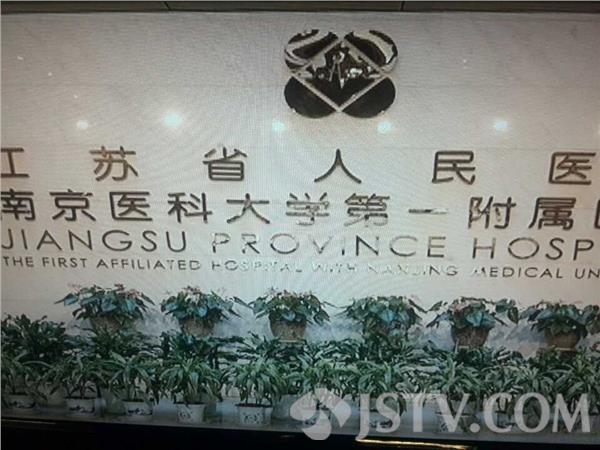 江苏省人民医
南京医科大学第一附属医
JIANGSU PROVINCE HOSP
THE FIRST AFFILIATED HOSPITAL WITH NANJING MEDICAL UN
JSTV.COM